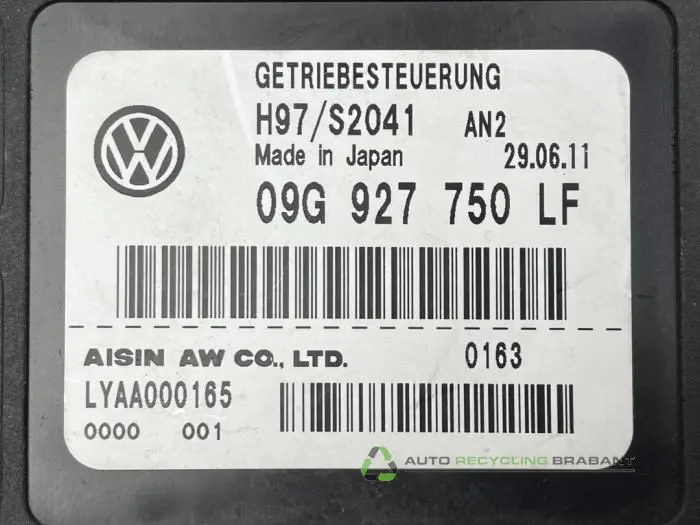 GETRIEBESTEUERUNG
H97/S2041 AN2
Made in Japan 29.06.11
09G 927 750 LF
AISIN AW CO., LTD. 0163
LYAA000165
0000 001
AUTO RECYCLING BRABANT